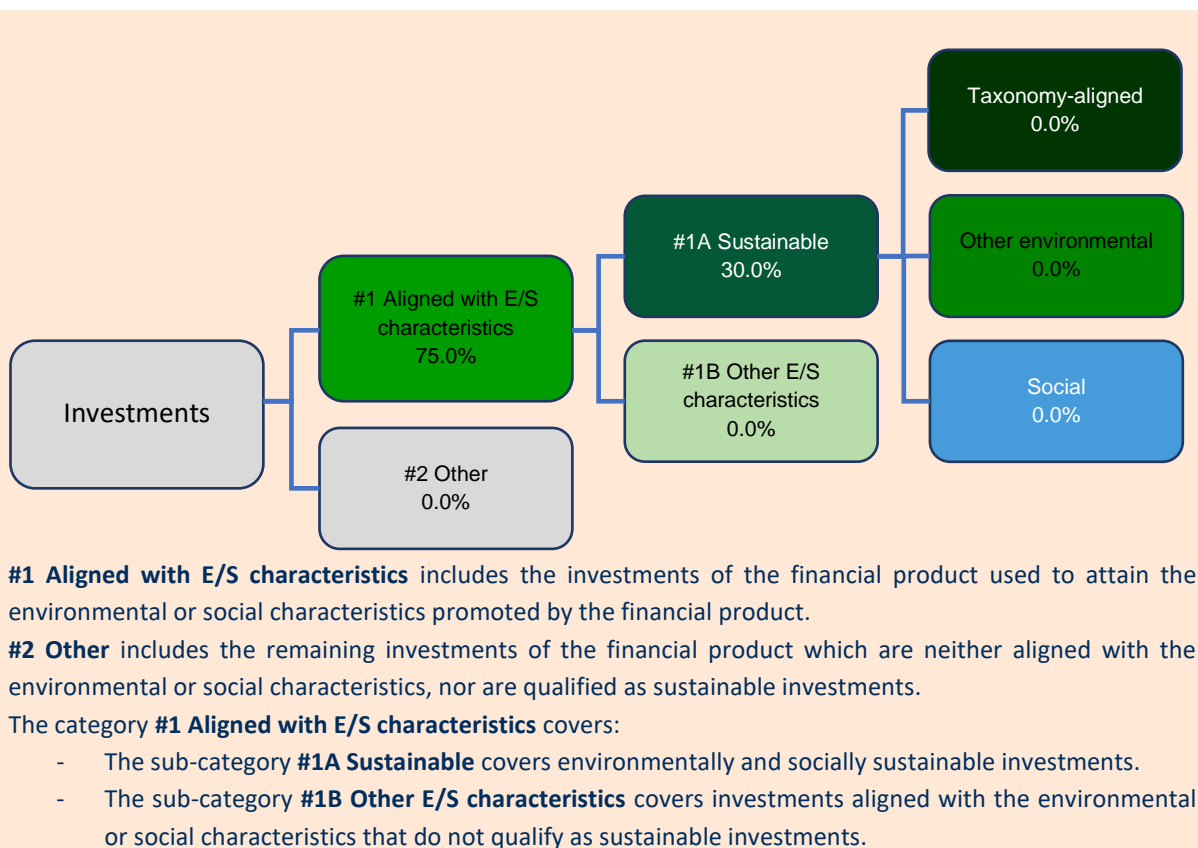 Taxonomy-aligned
0.0%
#1A Sustainable
30.0%
Other environmental
0.0%
#1 Aligned with E/S
characteristics
75.0%
#1B Other E/S
characteristics
0.0%
Social
0.0%
Investments
#2 Other
0.0%
#1 Aligned with E/S characteristics includes the investments of the financial product used to attain the
environmental or social characteristics promoted by the financial product.
#2 Other includes the remaining investments of the financial product which are neither aligned with the
environmental or social characteristics, nor are qualified as sustainable investments.
The category #1 Aligned with E/S characteristics covers:
- The sub-category #1A Sustainable covers environmentally and socially sustainable investments.
- The sub-category #1B Other E/S characteristics covers investments aligned with the environmental
or social characteristics that do not qualify as sustainable investments.